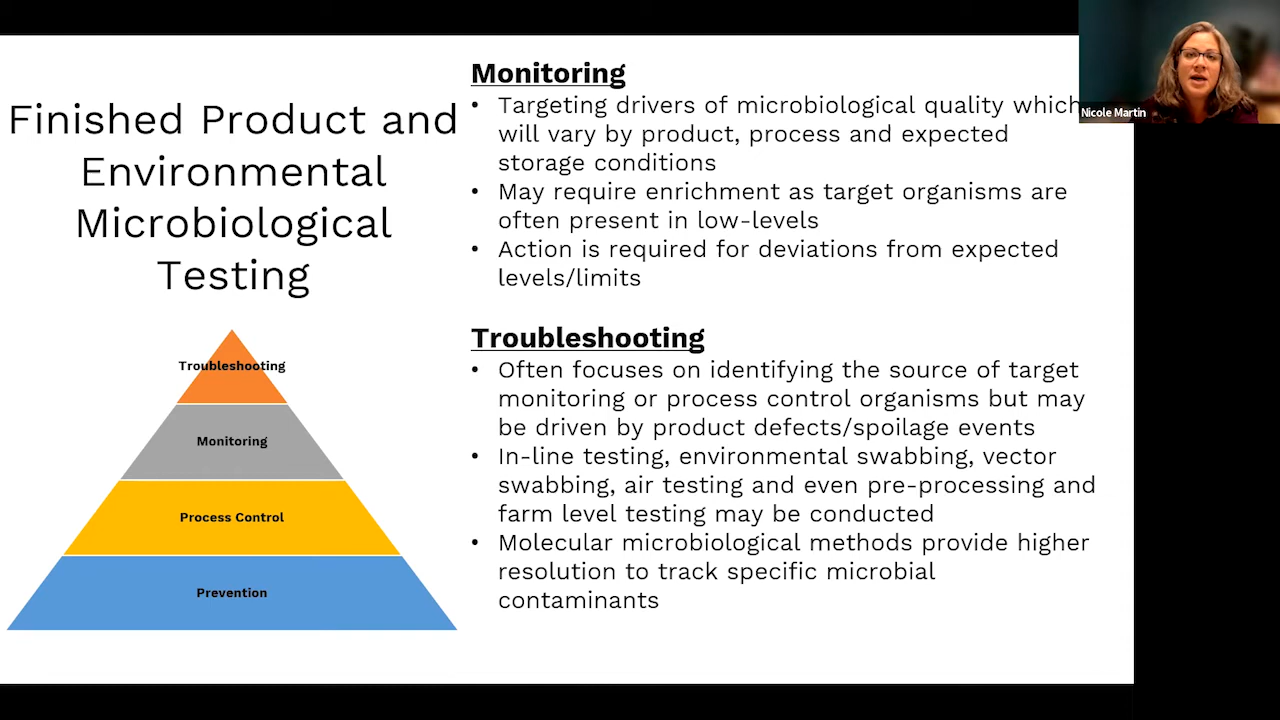 Finished Product and
Environmental
Microbiological
Testing
Troubleshooting
Monitoring
Process Control
Prevention
Monitoring
• Targeting drivers of microbiological quality which
will vary by product, process and expected
storage conditions
• May require enrichment as target organisms are
often present in low-levels
• Action is required for deviations from expected
levels/limits
Troubleshooting
• Often focuses on identifying the source of target
monitoring or process control organisms but may
be driven by product defects/spoilage events
• In-line testing, environmental swabbing, vector
swabbing, air testing and even pre-processing and
farm level testing may be conducted
• Molecular microbiological methods provide higher
resolution to track specific microbial
contaminants
Nicole Martin